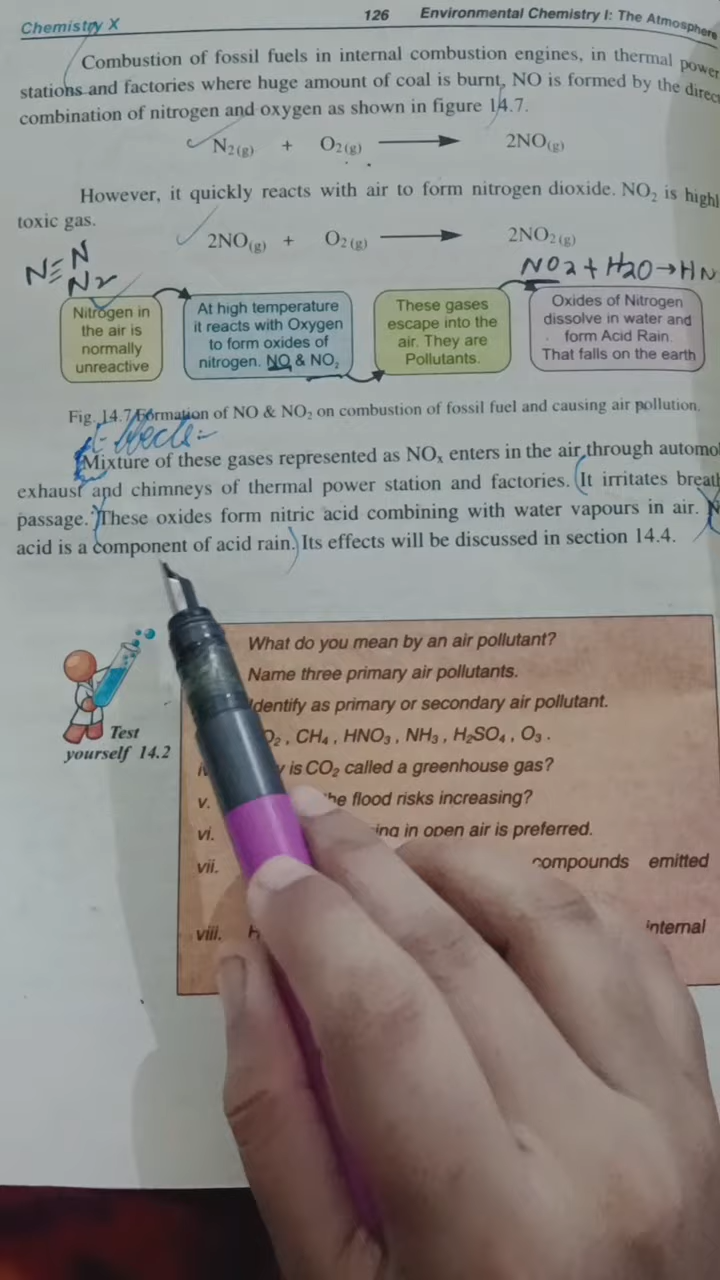 Chemistry X 126 Environmental Chemistry I: The Atmosphere
Combustion of fossil fuels in internal combustion engines, in thermal power
stations and factories where huge amount of coal is burnt, NO is formed by the direc
combination of nitrogen and oxygen as shown in figure 14.7.
N₂(g) + O₂(g) ⟶ 2NO(g)
However, it quickly reacts with air to form nitrogen dioxide. NO₂ is highl
toxic gas.
2NO(g) + O₂(g) ⟶ 2NO₂(g)
N≡N
N₂
NO₂ + H₂O → HN
Nitrogen in
the air is
normally
unreactive
At high temperature
it reacts with Oxygen
to form oxides of
nitrogen. NO & NO₂
These gases
escape into the
air. They are
Pollutants.
Oxides of Nitrogen
dissolve in water and
form Acid Rain.
That falls on the earth
Fig. 14.7 Formation of NO & NO₂ on combustion of fossil fuel and causing air pollution.
Effects:-
Mixture of these gases represented as NOₓ enters in the air through automo
exhaust and chimneys of thermal power station and factories. (It irritates breat
passage. These oxides form nitric acid combining with water vapours in air. N
acid is a component of acid rain.) Its effects will be discussed in section 14.4.
Test
yourself 14.2
What do you mean by an air pollutant?
Name three primary air pollutants.
Identify as primary or secondary air pollutant.
O₂ , CH₄ , HNO₃ , NH₃ , H₂SO₄ , O₃ .
y is CO₂ called a greenhouse gas?
v. the flood risks increasing?
vi. ing in open air is preferred.
vii. compounds emitted
viii. H internal